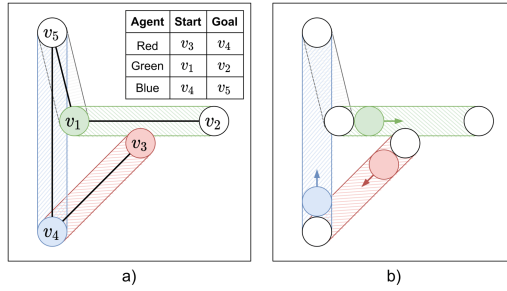 Agent Start Goal
Red v3 v4
Green v1 v2
Blue v4 v5
v5
v1
v2
v3
v4
a)
b)